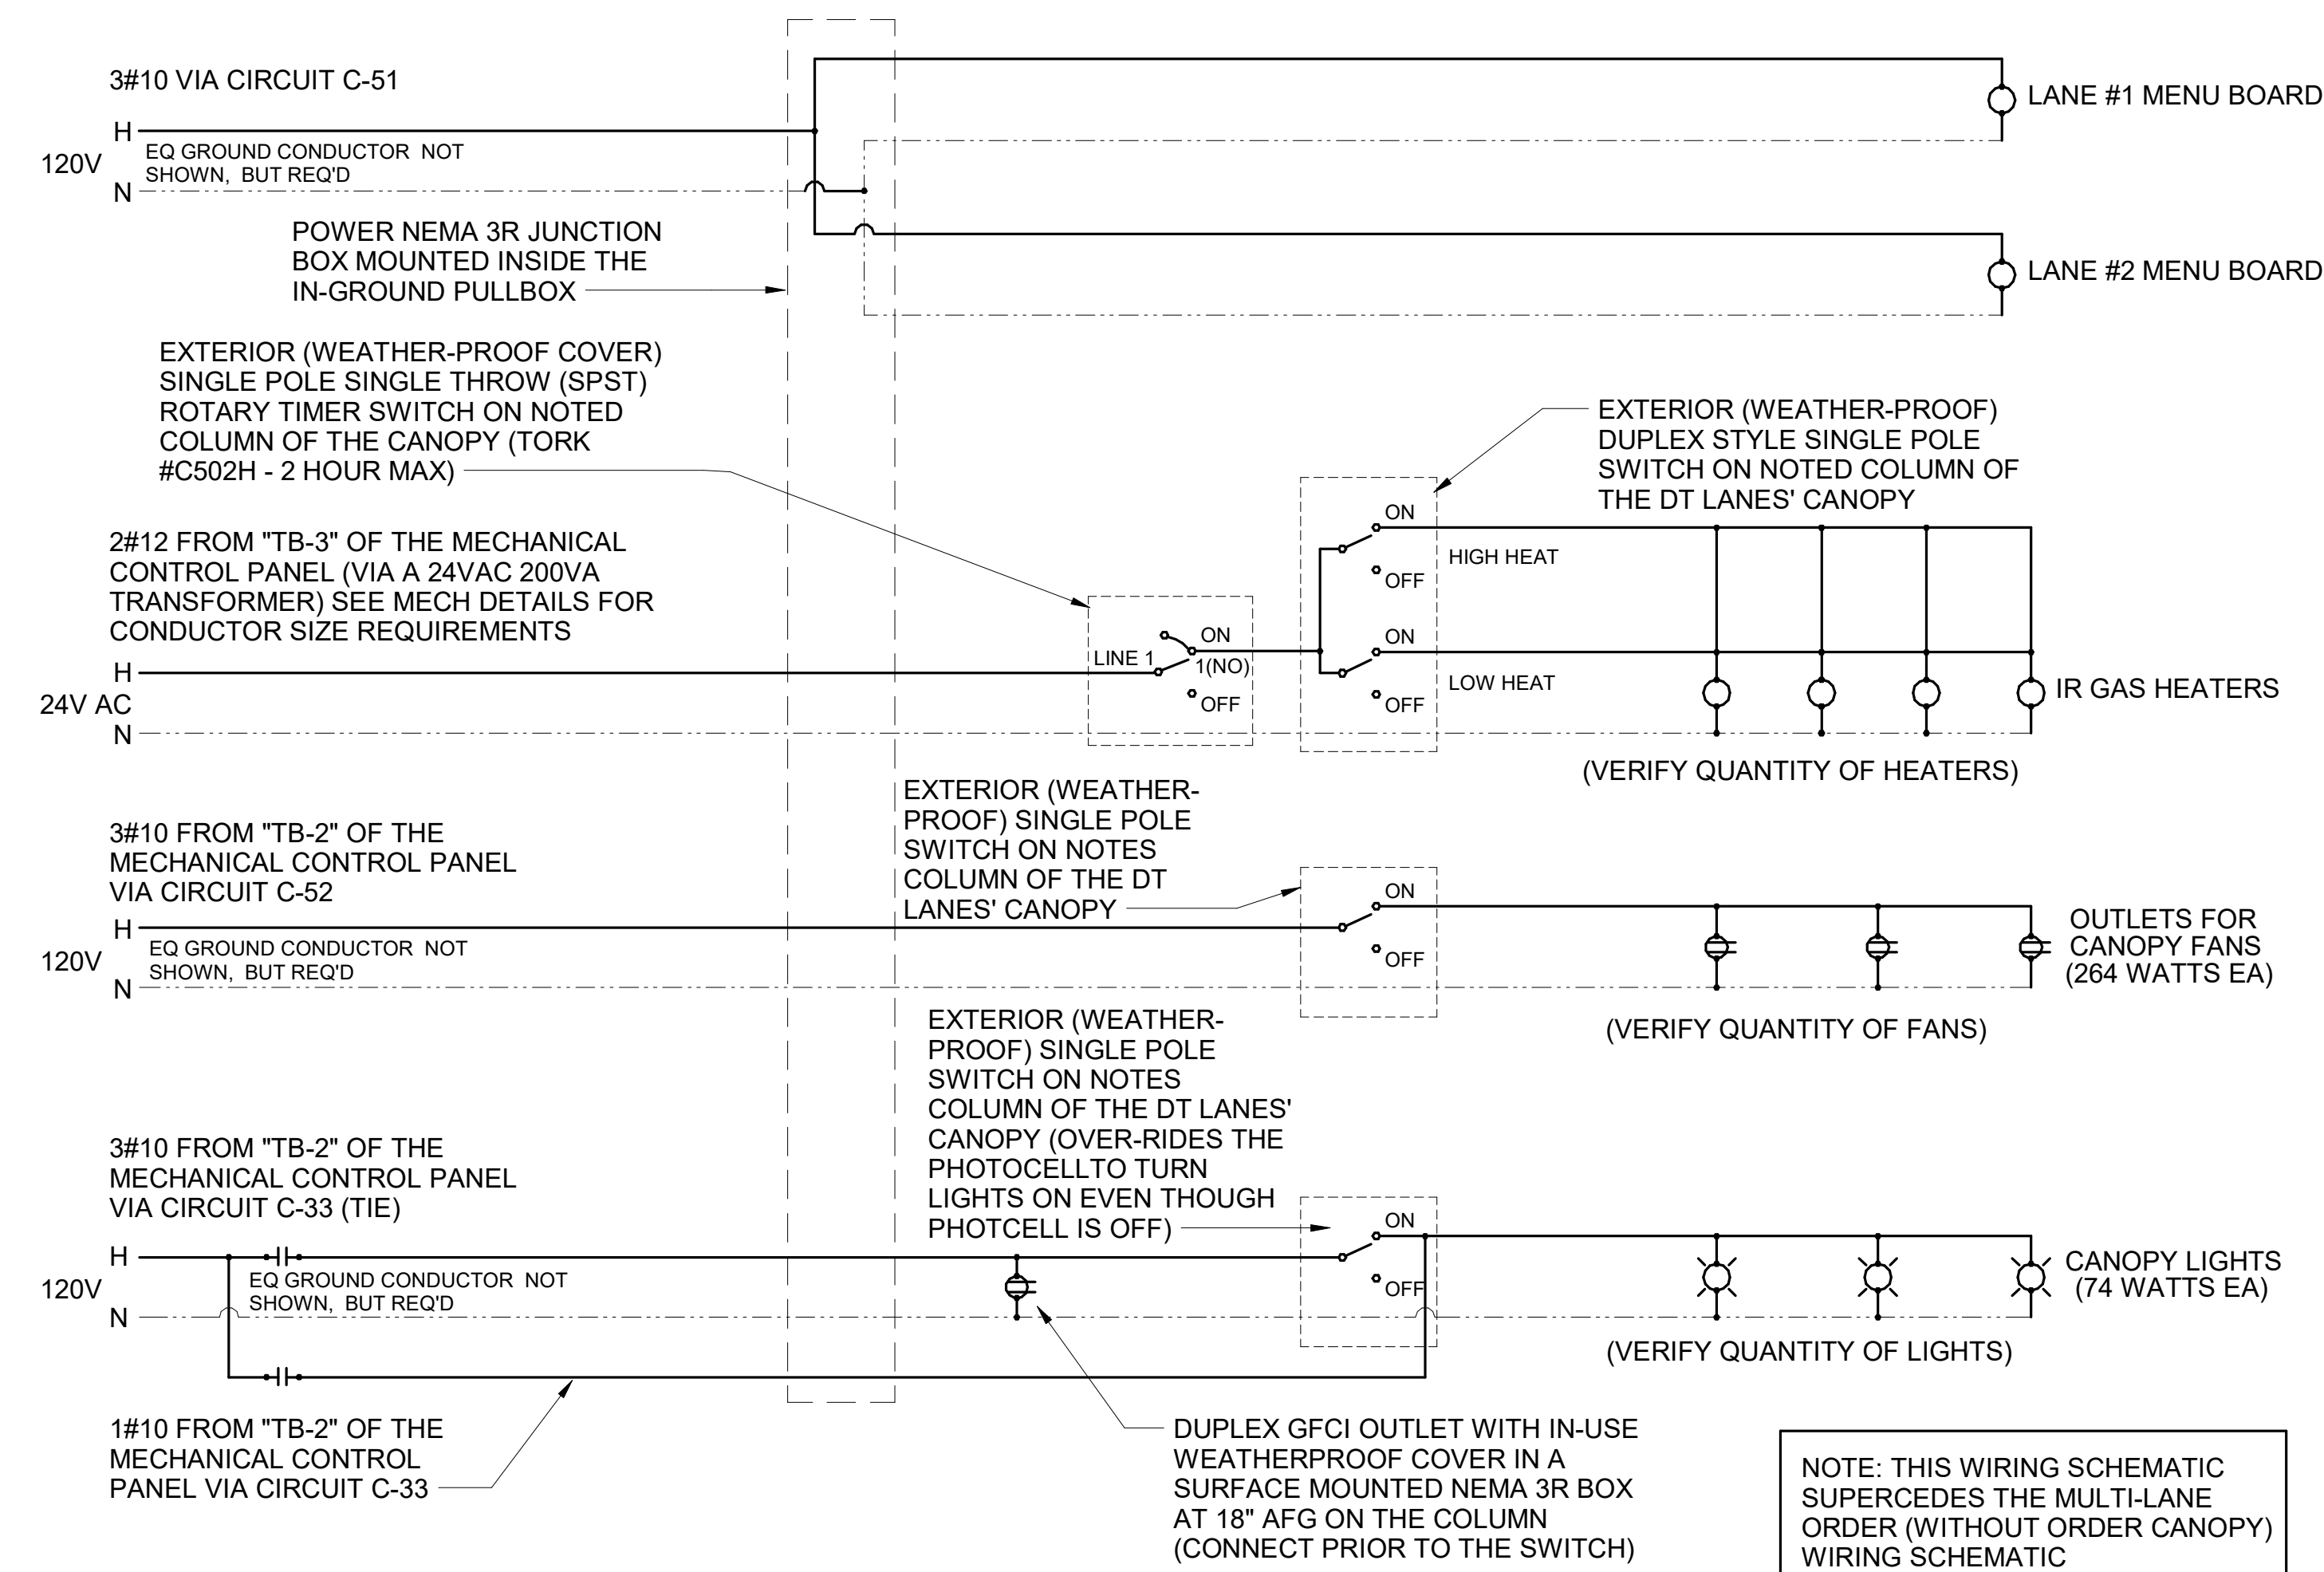 3#10 VIA CIRCUIT C-51
H
120V
EQ GROUND CONDUCTOR NOT
SHOWN, BUT REQ'D
N
LANE #1 MENU BOARD
LANE #2 MENU BOARD
POWER NEMA 3R JUNCTION
BOX MOUNTED INSIDE THE
IN-GROUND PULLBOX
EXTERIOR (WEATHER-PROOF COVER)
SINGLE POLE SINGLE THROW (SPST)
ROTARY TIMER SWITCH ON NOTED
COLUMN OF THE CANOPY (TORK
#C502H - 2 HOUR MAX)
EXTERIOR (WEATHER-PROOF)
DUPLEX STYLE SINGLE POLE
SWITCH ON NOTED COLUMN OF
THE DT LANES' CANOPY
2#12 FROM "TB-3" OF THE MECHANICAL
CONTROL PANEL (VIA A 24VAC 200VA
TRANSFORMER) SEE MECH DETAILS FOR
CONDUCTOR SIZE REQUIREMENTS
H
24V AC
N
LINE 1
ON
1(NO)
OFF
ON
HIGH HEAT
OFF
ON
LOW HEAT
OFF
IR GAS HEATERS
(VERIFY QUANTITY OF HEATERS)
EXTERIOR (WEATHER-
PROOF) SINGLE POLE
SWITCH ON NOTES
COLUMN OF THE DT
LANES' CANOPY
3#10 FROM "TB-2" OF THE
MECHANICAL CONTROL PANEL
VIA CIRCUIT C-52
H
120V
EQ GROUND CONDUCTOR NOT
SHOWN, BUT REQ'D
N
ON
OFF
OUTLETS FOR
CANOPY FANS
(264 WATTS EA)
(VERIFY QUANTITY OF FANS)
EXTERIOR (WEATHER-
PROOF) SINGLE POLE
SWITCH ON NOTES
COLUMN OF THE DT LANES'
CANOPY (OVER-RIDES THE
PHOTOCELLTO TURN
LIGHTS ON EVEN THOUGH
PHOTCELL IS OFF)
3#10 FROM "TB-2" OF THE
MECHANICAL CONTROL PANEL
VIA CIRCUIT C-33 (TIE)
H
120V
EQ GROUND CONDUCTOR NOT
SHOWN, BUT REQ'D
N
ON
OFF
CANOPY LIGHTS
(74 WATTS EA)
(VERIFY QUANTITY OF LIGHTS)
1#10 FROM "TB-2" OF THE
MECHANICAL CONTROL
PANEL VIA CIRCUIT C-33
DUPLEX GFCI OUTLET WITH IN-USE
WEATHERPROOF COVER IN A
SURFACE MOUNTED NEMA 3R BOX
AT 18" AFG ON THE COLUMN
(CONNECT PRIOR TO THE SWITCH)
NOTE: THIS WIRING SCHEMATIC
SUPERCEDES THE MULTI-LANE
ORDER (WITHOUT ORDER CANOPY)
WIRING SCHEMATIC